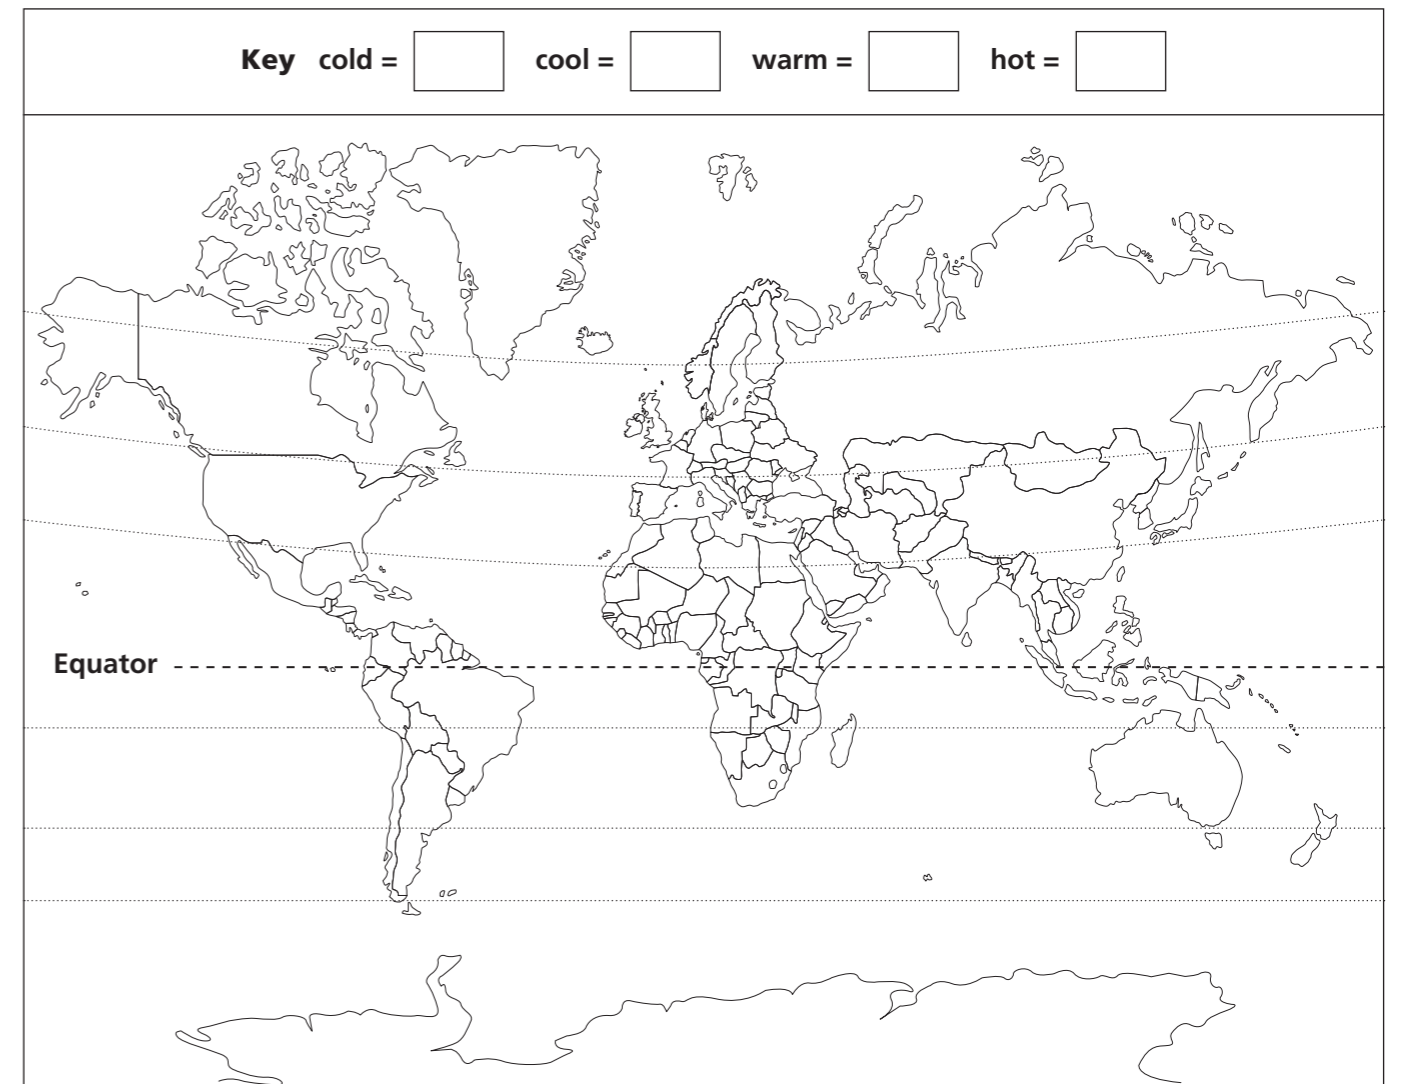 Key cold = cool = warm = hot =
Equator